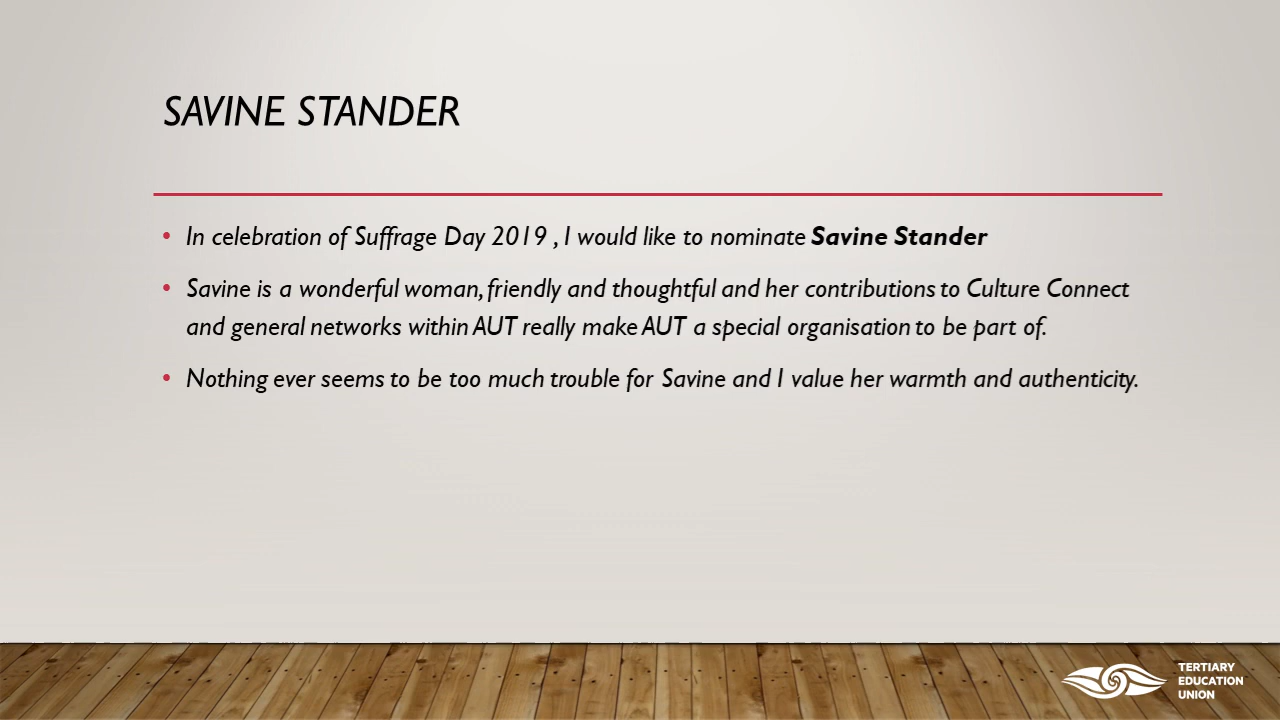 SAVINE STANDER
• In celebration of Suffrage Day 2019 , I would like to nominate Savine Stander
• Savine is a wonderful woman, friendly and thoughtful and her contributions to Culture Connect
and general networks within AUT really make AUT a special organisation to be part of.
• Nothing ever seems to be too much trouble for Savine and I value her warmth and authenticity.
TERTIARY
EDUCATION
UNION